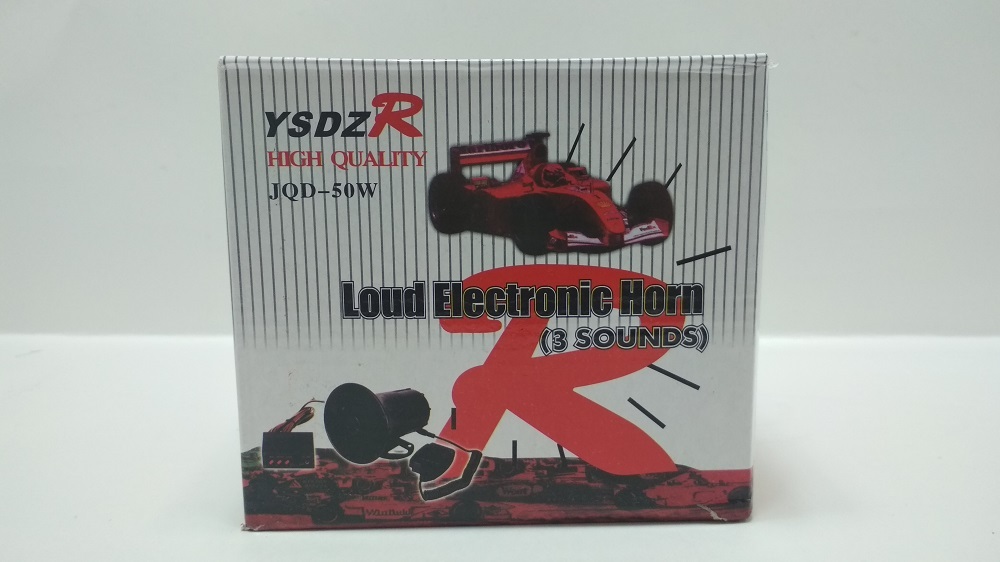 YSDZR
HIGH QUALITY
JQD-50W
Loud Electronic Horn
(3 SOUNDS)
R